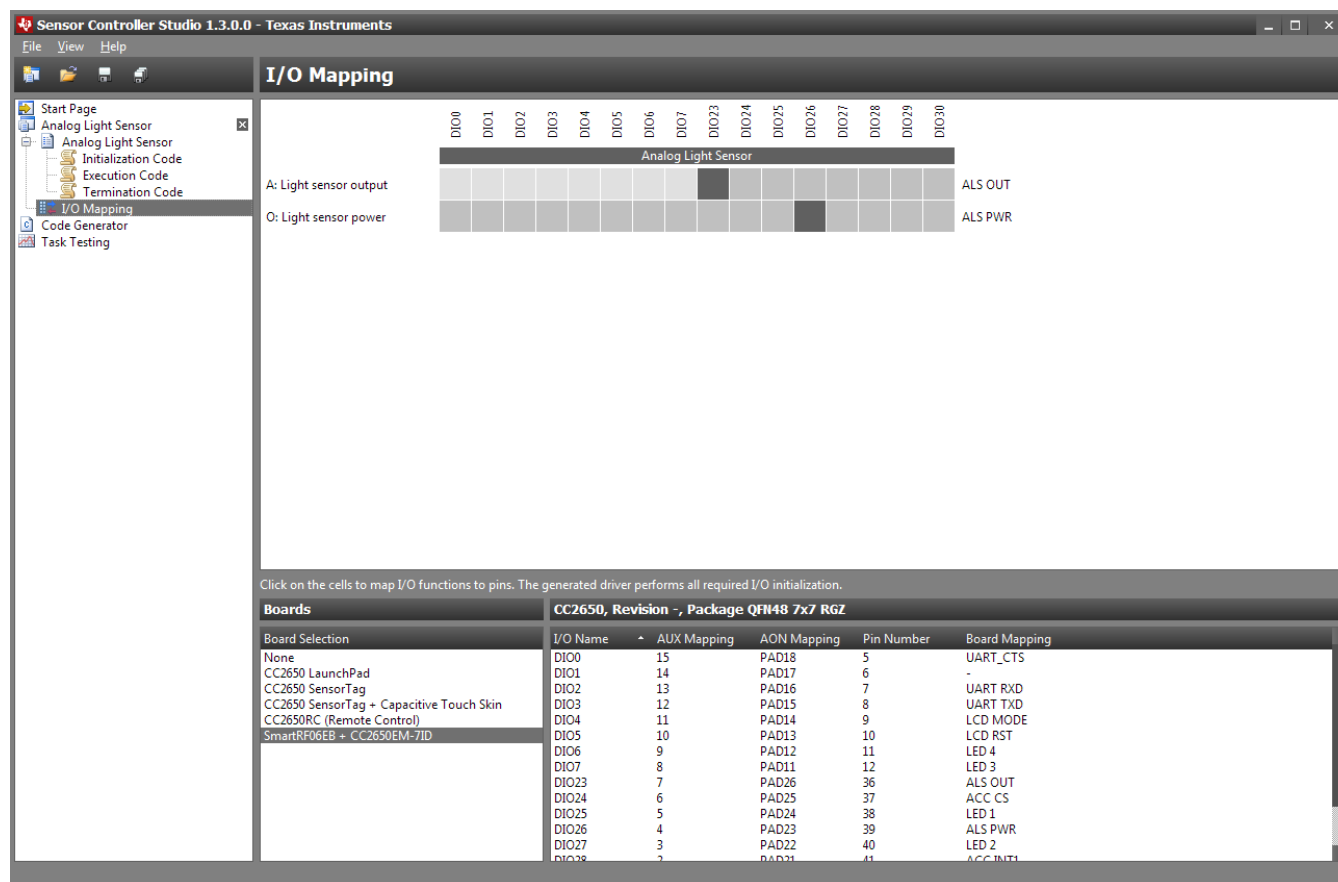 Sensor Controller Studio 1.3.0.0 - Texas Instruments
File View Help
I/O Mapping
Start Page
Analog Light Sensor
Analog Light Sensor
Initialization Code
Execution Code
Termination Code
I/O Mapping
Code Generator
Task Testing
DIO0 DIO1 DIO2 DIO3 DIO4 DIO5 DIO6 DIO7 DIO23 DIO24 DIO25 DIO26 DIO27 DIO28 DIO29 DIO30
Analog Light Sensor
A: Light sensor output ALS OUT
O: Light sensor power ALS PWR
Click on the cells to map I/O functions to pins. The generated driver performs all required I/O initialization.
Boards
Board Selection
None
CC2650 LaunchPad
CC2650 SensorTag
CC2650 SensorTag + Capacitive Touch Skin
CC2650RC (Remote Control)
SmartRF06EB + CC2650EM-7ID
CC2650, Revision -, Package QFN48 7x7 RGZ
I/O Name AUX Mapping AON Mapping Pin Number Board Mapping
DIO0 15 PAD18 5 UART_CTS
DIO1 14 PAD17 6 -
DIO2 13 PAD16 7 UART RXD
DIO3 12 PAD15 8 UART TXD
DIO4 11 PAD14 9 LCD MODE
DIO5 10 PAD13 10 LCD RST
DIO6 9 PAD12 11 LED 4
DIO7 8 PAD11 12 LED 3
DIO23 7 PAD26 36 ALS OUT
DIO24 6 PAD25 37 ACC CS
DIO25 5 PAD24 38 LED 1
DIO26 4 PAD23 39 ALS PWR
DIO27 3 PAD22 40 LED 2
DIO28 2 PAD21 41 ACC INT1